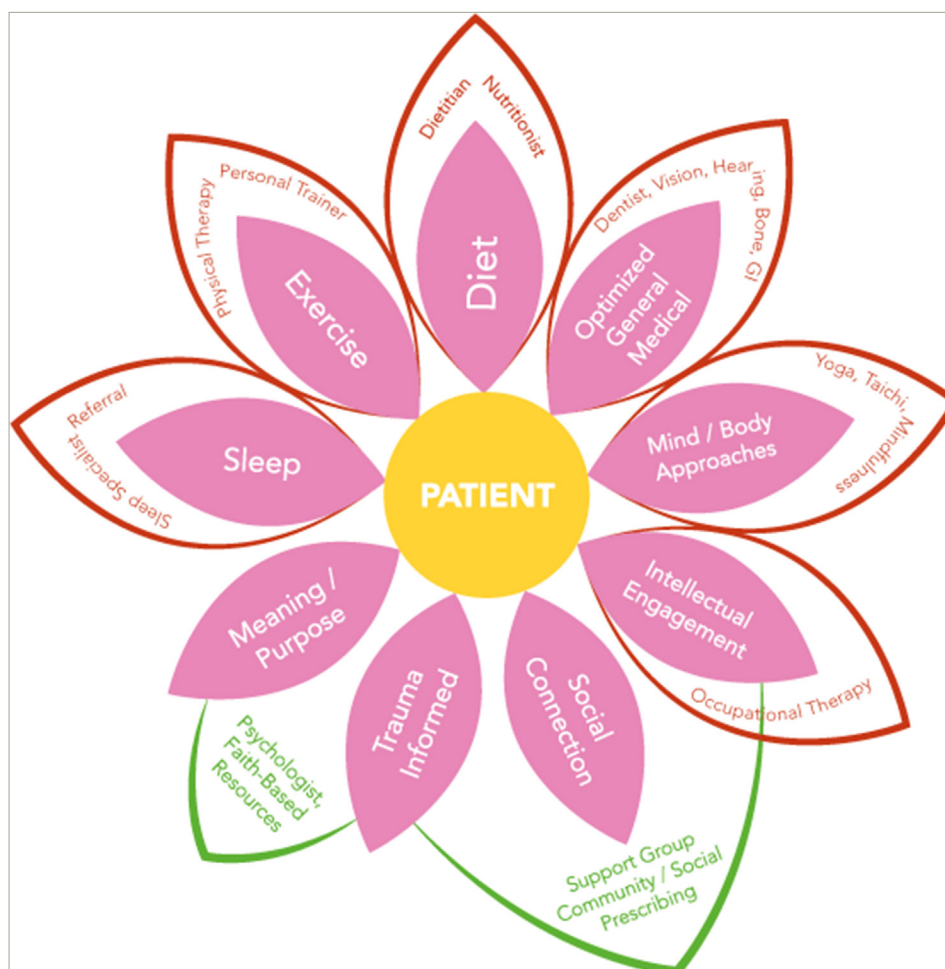 Dietitian
Nutritionist
Diet
Dentist, Vision, Hearing, Bone, GI
Optimized
General
Medical
Yoga, Taichi, Mindfulness
Mind / Body
Approaches
Intellectual
Engagement
Occupational Therapy
Social
Connection
Support Group
Community / Social
Prescribing
Trauma
Informed
Meaning /
Purpose
Psychologist,
Faith-Based
Resources
Sleep
Sleep Specialist Referral
Exercise
Physical Therapy
Personal Trainer
PATIENT